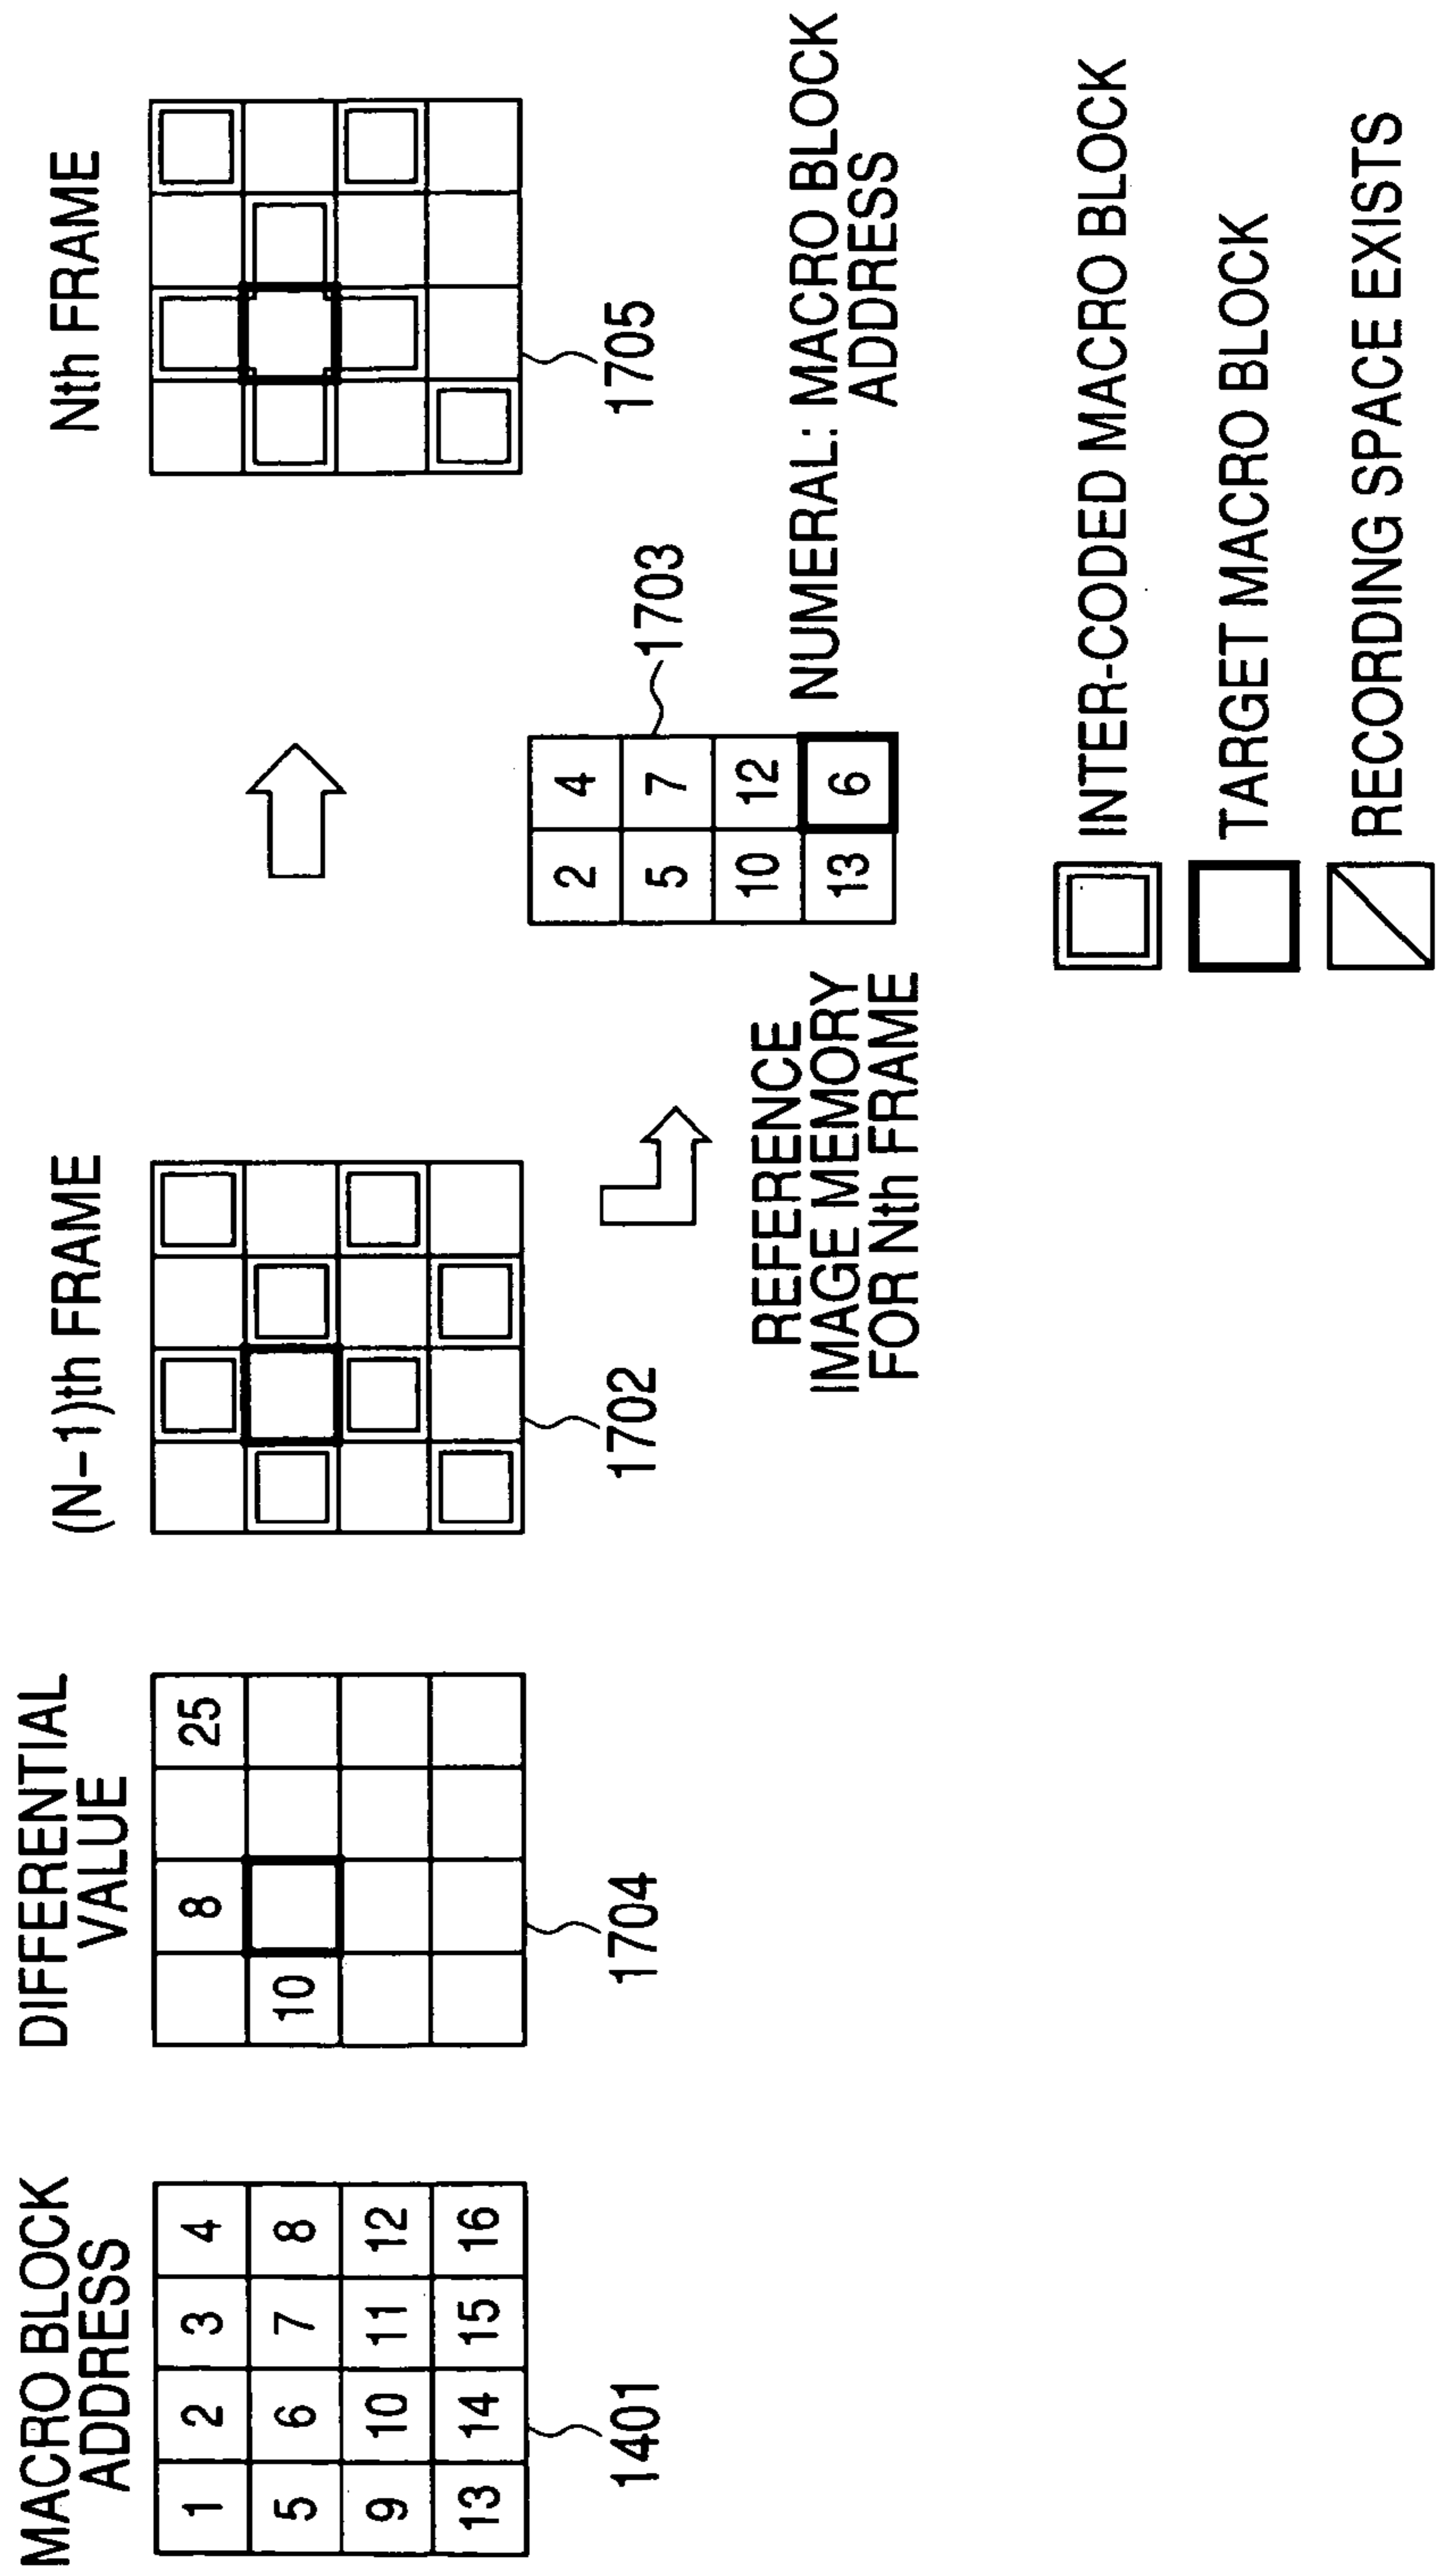 MACRO BLOCK
ADDRESS
1 2 3 4
5 6 7 8
9 10 11 12
13 14 15 16
1401
DIFFERENTIAL
VALUE
8 25
10
1704
(N-1)th FRAME
1702
REFERENCE
IMAGE MEMORY
FOR Nth FRAME
2 4
5 7
10 12
13 6
1703
Nth FRAME
1705
NUMERAL: MACRO BLOCK
ADDRESS
INTER-CODED MACRO BLOCK
TARGET MACRO BLOCK
RECORDING SPACE EXISTS